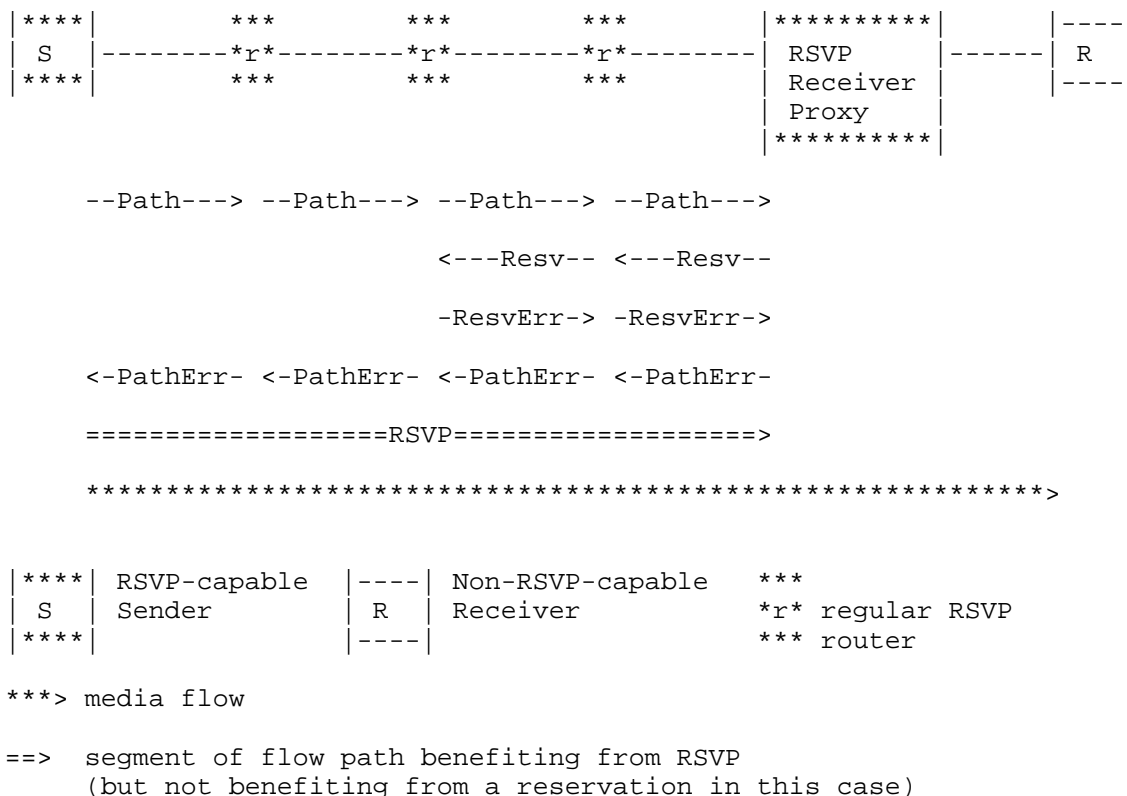 |****|         ***        ***       ***        |**********|      |----
| S  |--------*r*--------*r*--------*r*--------| RSVP     |------| R
|****|         ***        ***       ***        | Receiver |      |----
                                               | Proxy    |
                                               |**********|
--Path---> --Path---> --Path---> --Path--->
<---Resv-- <---Resv--
-ResvErr-> -ResvErr->
<-PathErr- <-PathErr- <-PathErr- <-PathErr-
===================RSVP===================>
************************************************************>
|****| RSVP-capable  |----| Non-RSVP-capable   ***
| S  | Sender        | R  | Receiver          *r* regular RSVP
|****|               |----|                    *** router
***> media flow
==>  segment of flow path benefiting from RSVP
(but not benefiting from a reservation in this case)